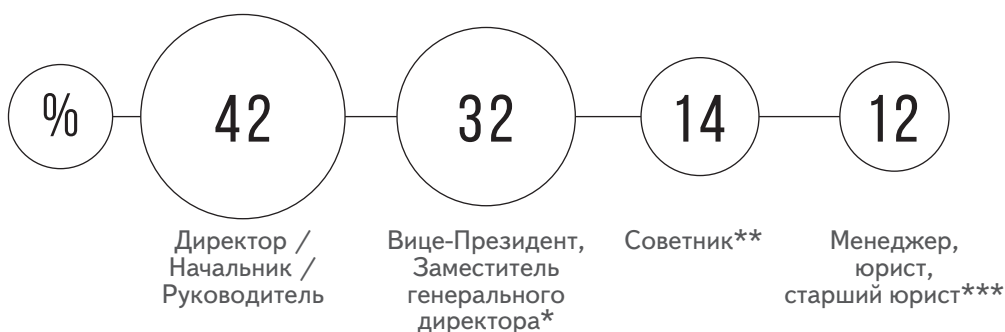 %
42
32
14
12
Директор /
Начальник /
Руководитель
Вице-Президент,
Заместитель
генерального
директора*
Советник**
Менеджер,
юрист,
старший юрист***